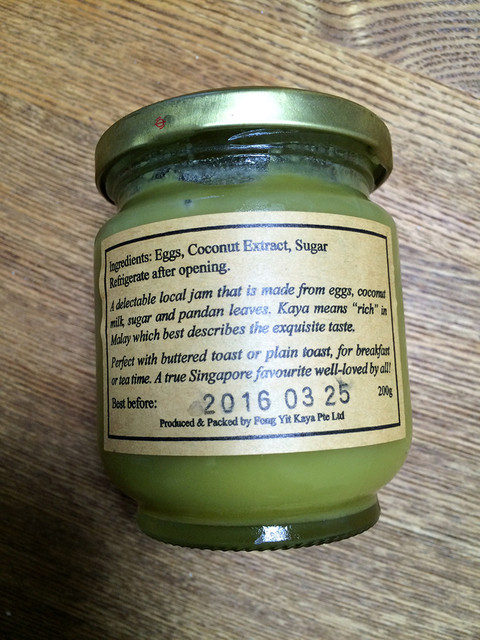 Ingredients: Eggs, Coconut Extract, Sugar
Refrigerate after opening.
A delectable local jam that is made from eggs, coconut
milk, sugar and pandan leaves. Kaya means "rich" in
Malay which best describes the exquisite taste.
Perfect with buttered toast or plain toast, for breakfast
or tea time. A true Singapore favourite well-loved by all!
200g
Best before: 2016 03 25
Produced & Packed by Fong Yit Kaya Pte Ltd